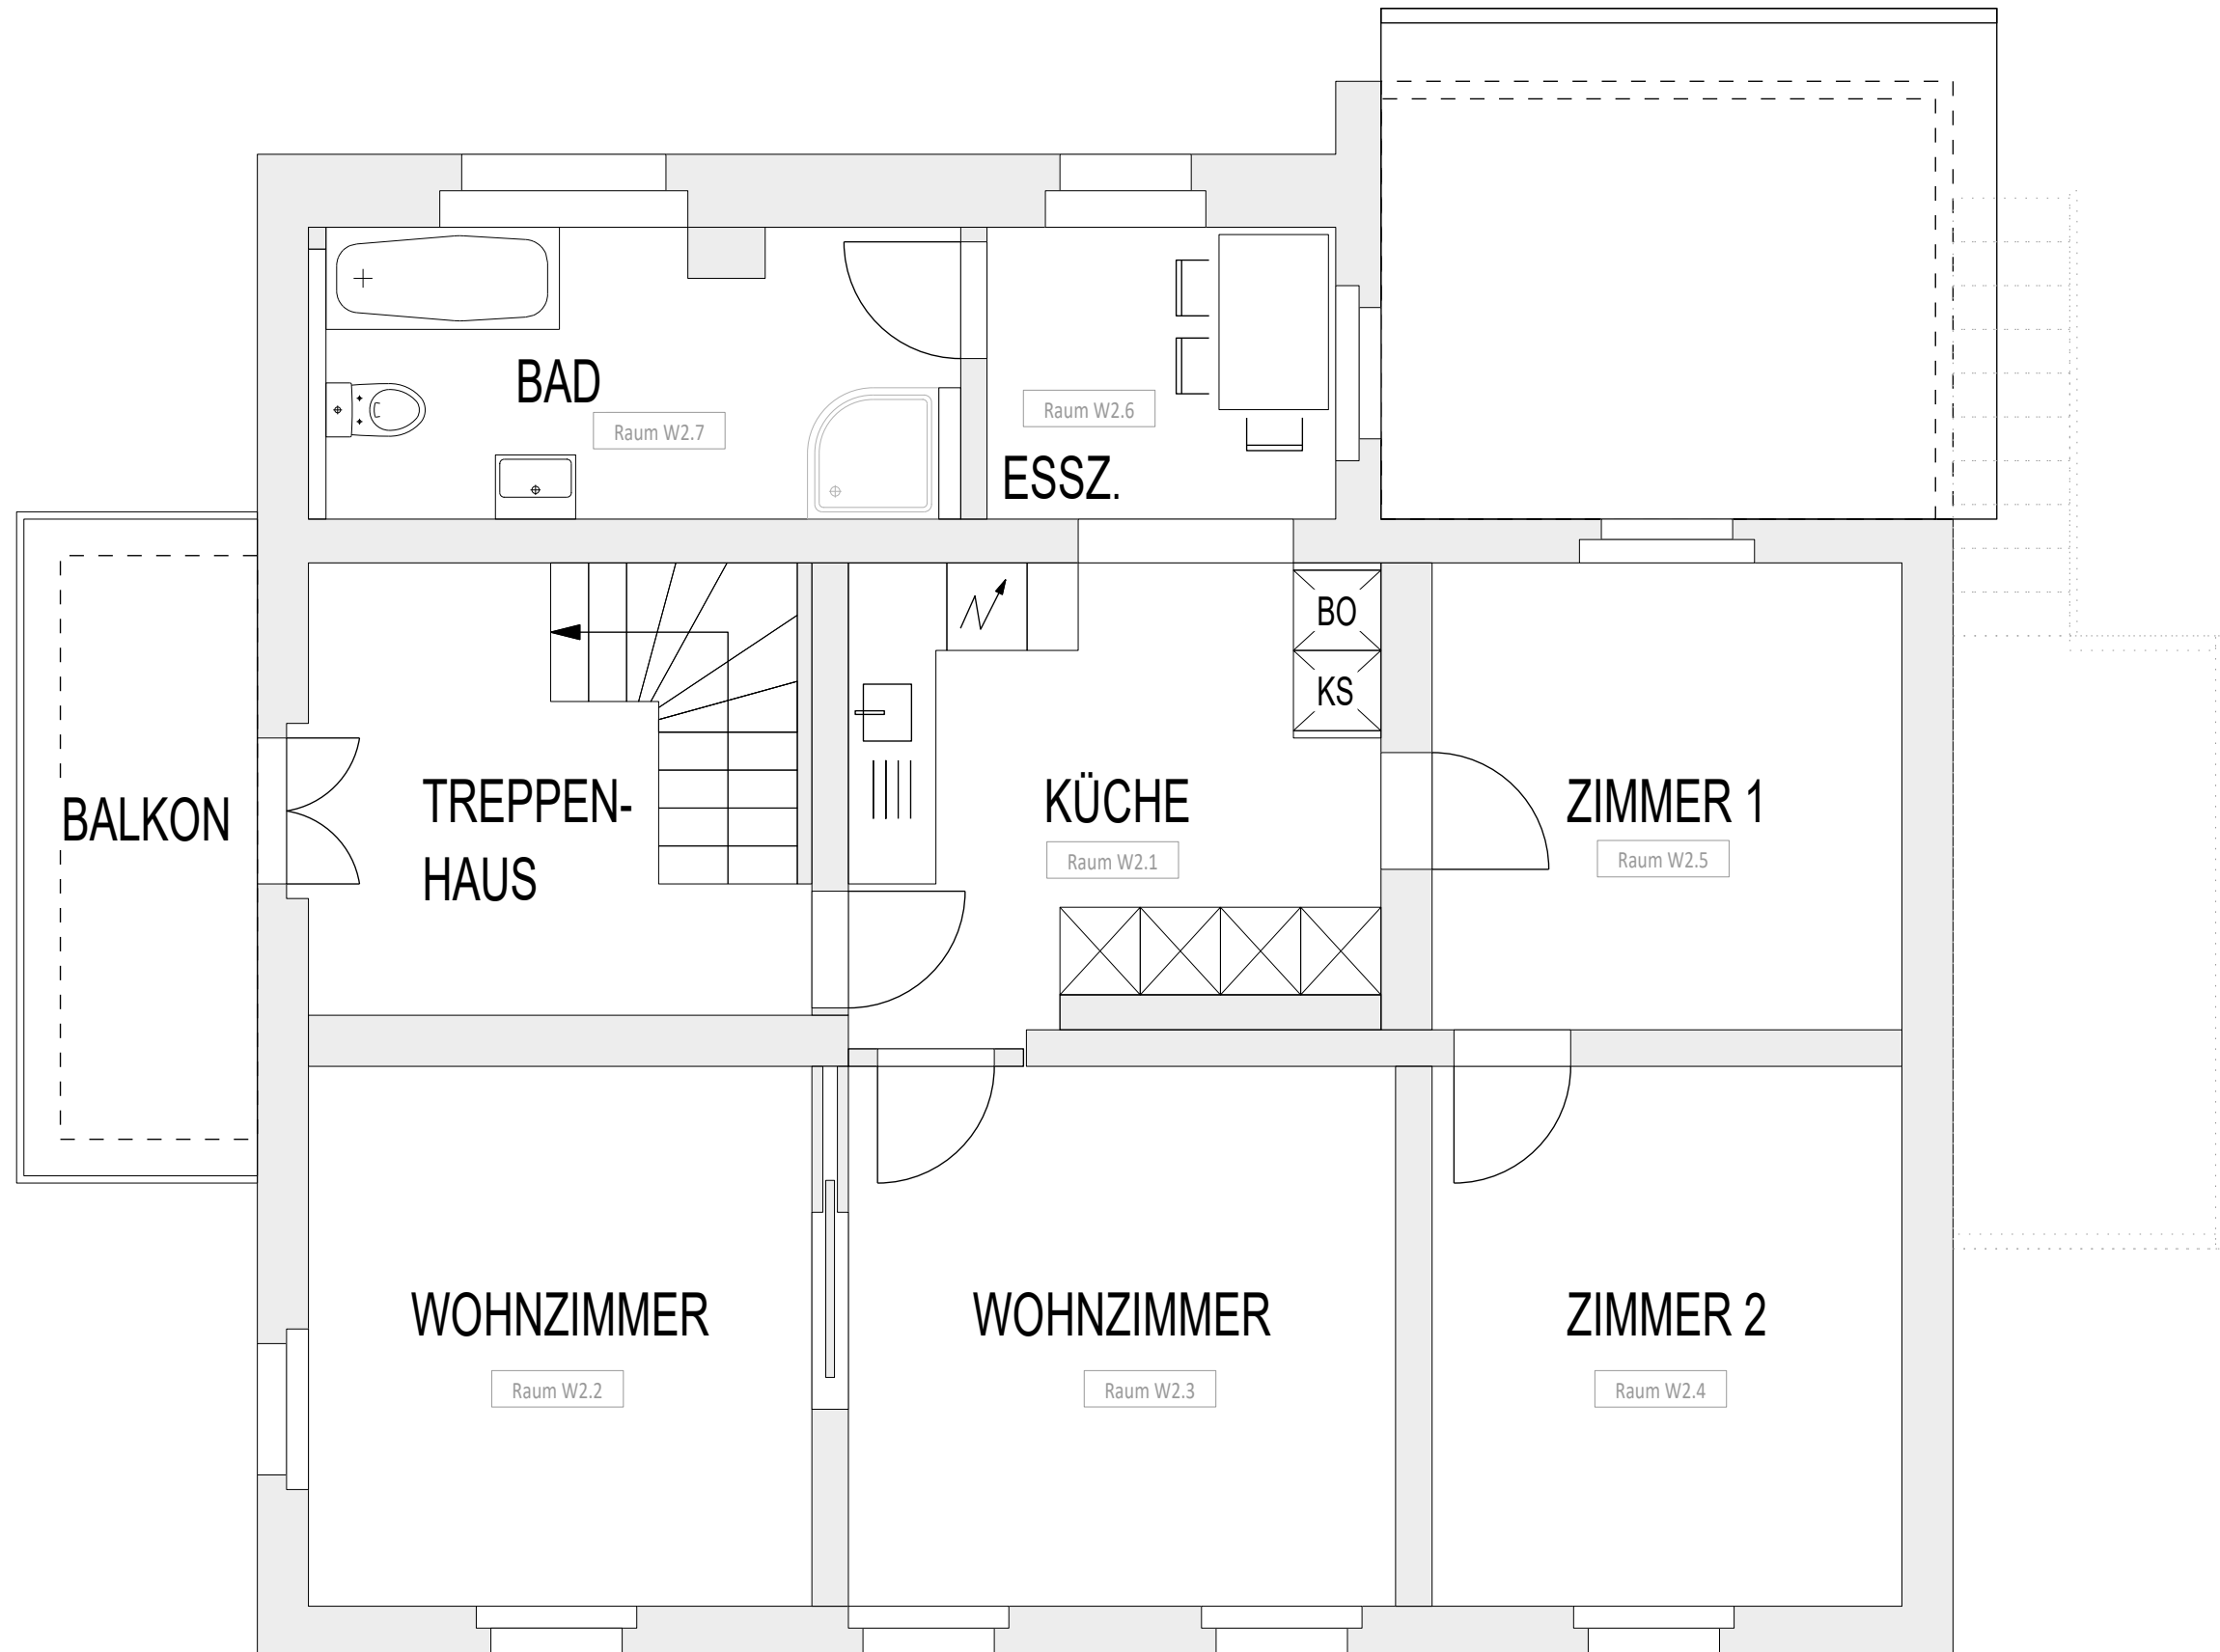 BAD
Raum W2.7
Raum W2.6
ESSZ.
BO
KS
BALKON
TREPPEN-
HAUS
KÜCHE
Raum W2.1
ZIMMER 1
Raum W2.5
WOHNZIMMER
Raum W2.2
WOHNZIMMER
Raum W2.3
ZIMMER 2
Raum W2.4